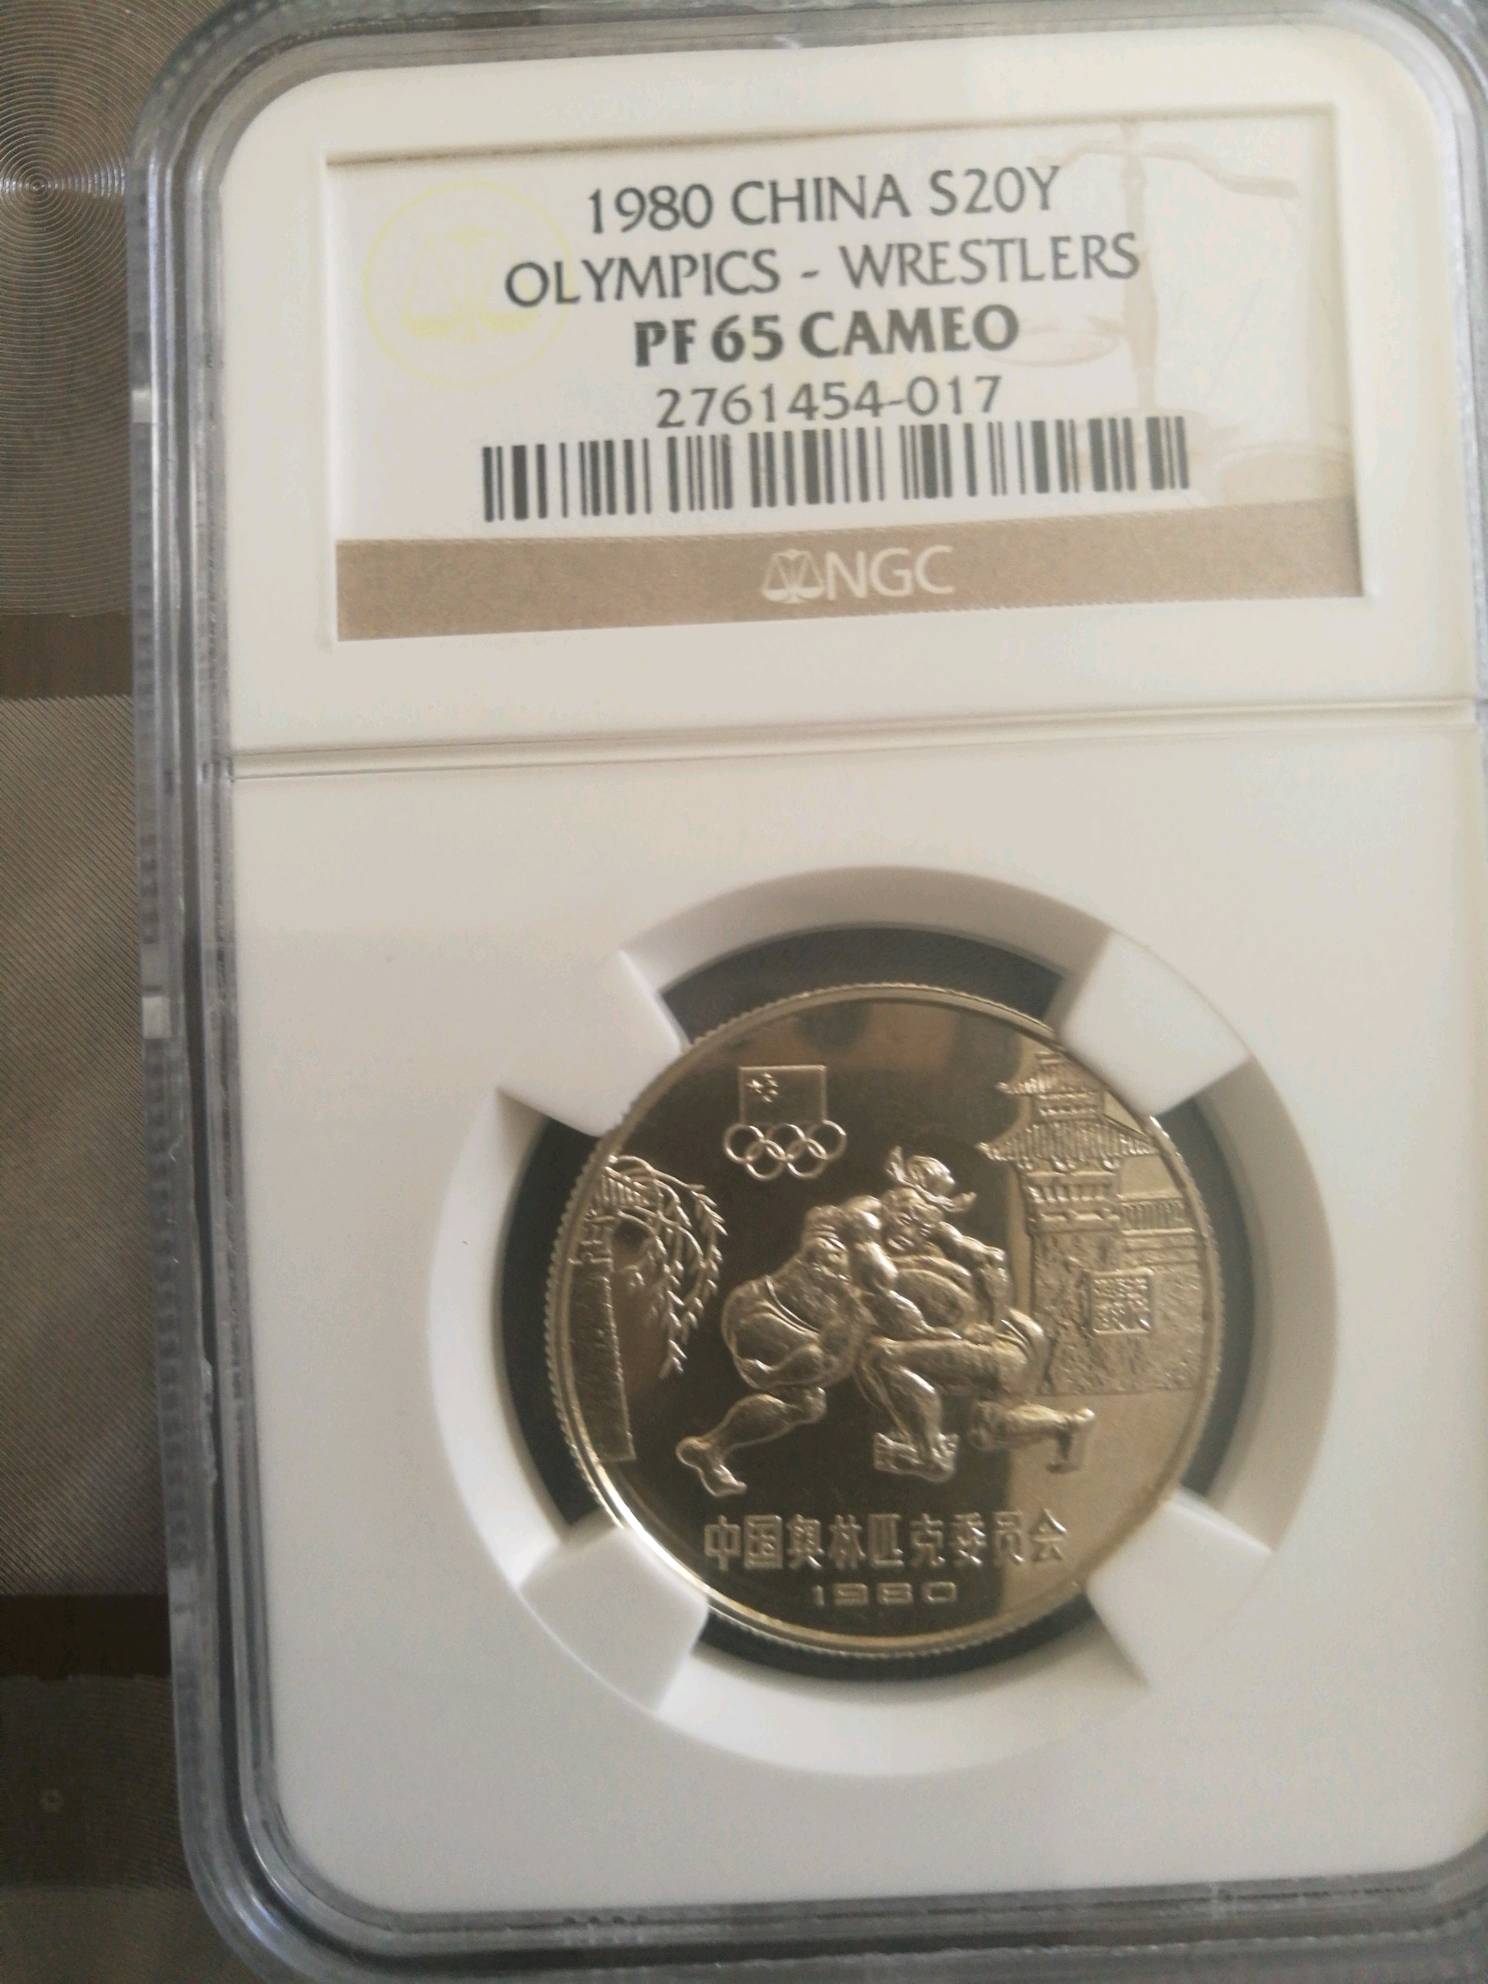 1980 CHINA S20Y
OLYMPICS - WRESTLERS
PF 65 CAMEO
2761454-017
NGC
中国奥林匹克委员会
1980